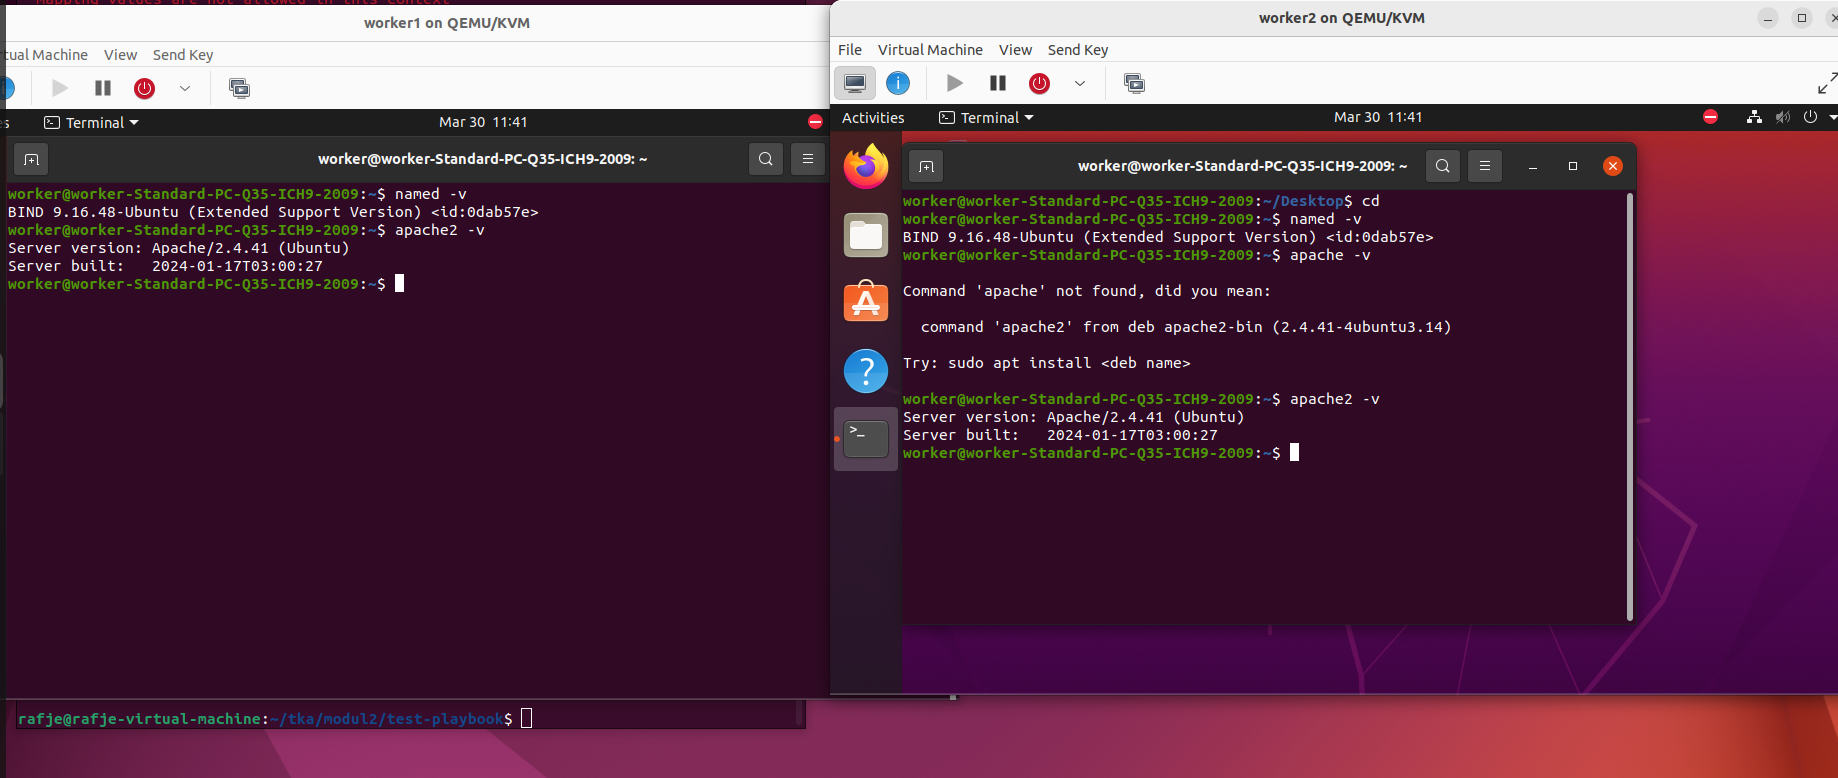 mapping values are not allowed in this context
worker1 on QEMU/KVM
tual Machine View Send Key
Terminal
Mar 30 11:41
worker@worker-Standard-PC-Q35-ICH9-2009: ~
worker@worker-Standard-PC-Q35-ICH9-2009:~$ named -v
BIND 9.16.48-Ubuntu (Extended Support Version) <id:0dab57e>
worker@worker-Standard-PC-Q35-ICH9-2009:~$ apache2 -v
Server version: Apache/2.4.41 (Ubuntu)
Server built:   2024-01-17T03:00:27
worker@worker-Standard-PC-Q35-ICH9-2009:~$
rafje@rafje-virtual-machine:~/tka/modul2/test-playbook$
worker2 on QEMU/KVM
File Virtual Machine View Send Key
Activities Terminal Mar 30 11:41
worker@worker-Standard-PC-Q35-ICH9-2009: ~
worker@worker-Standard-PC-Q35-ICH9-2009:~/Desktop$ cd
worker@worker-Standard-PC-Q35-ICH9-2009:~$ named -v
BIND 9.16.48-Ubuntu (Extended Support Version) <id:0dab57e>
worker@worker-Standard-PC-Q35-ICH9-2009:~$ apache -v
Command 'apache' not found, did you mean:
command 'apache2' from deb apache2-bin (2.4.41-4ubuntu3.14)
Try: sudo apt install <deb name>
worker@worker-Standard-PC-Q35-ICH9-2009:~$ apache2 -v
Server version: Apache/2.4.41 (Ubuntu)
Server built:   2024-01-17T03:00:27
worker@worker-Standard-PC-Q35-ICH9-2009:~$